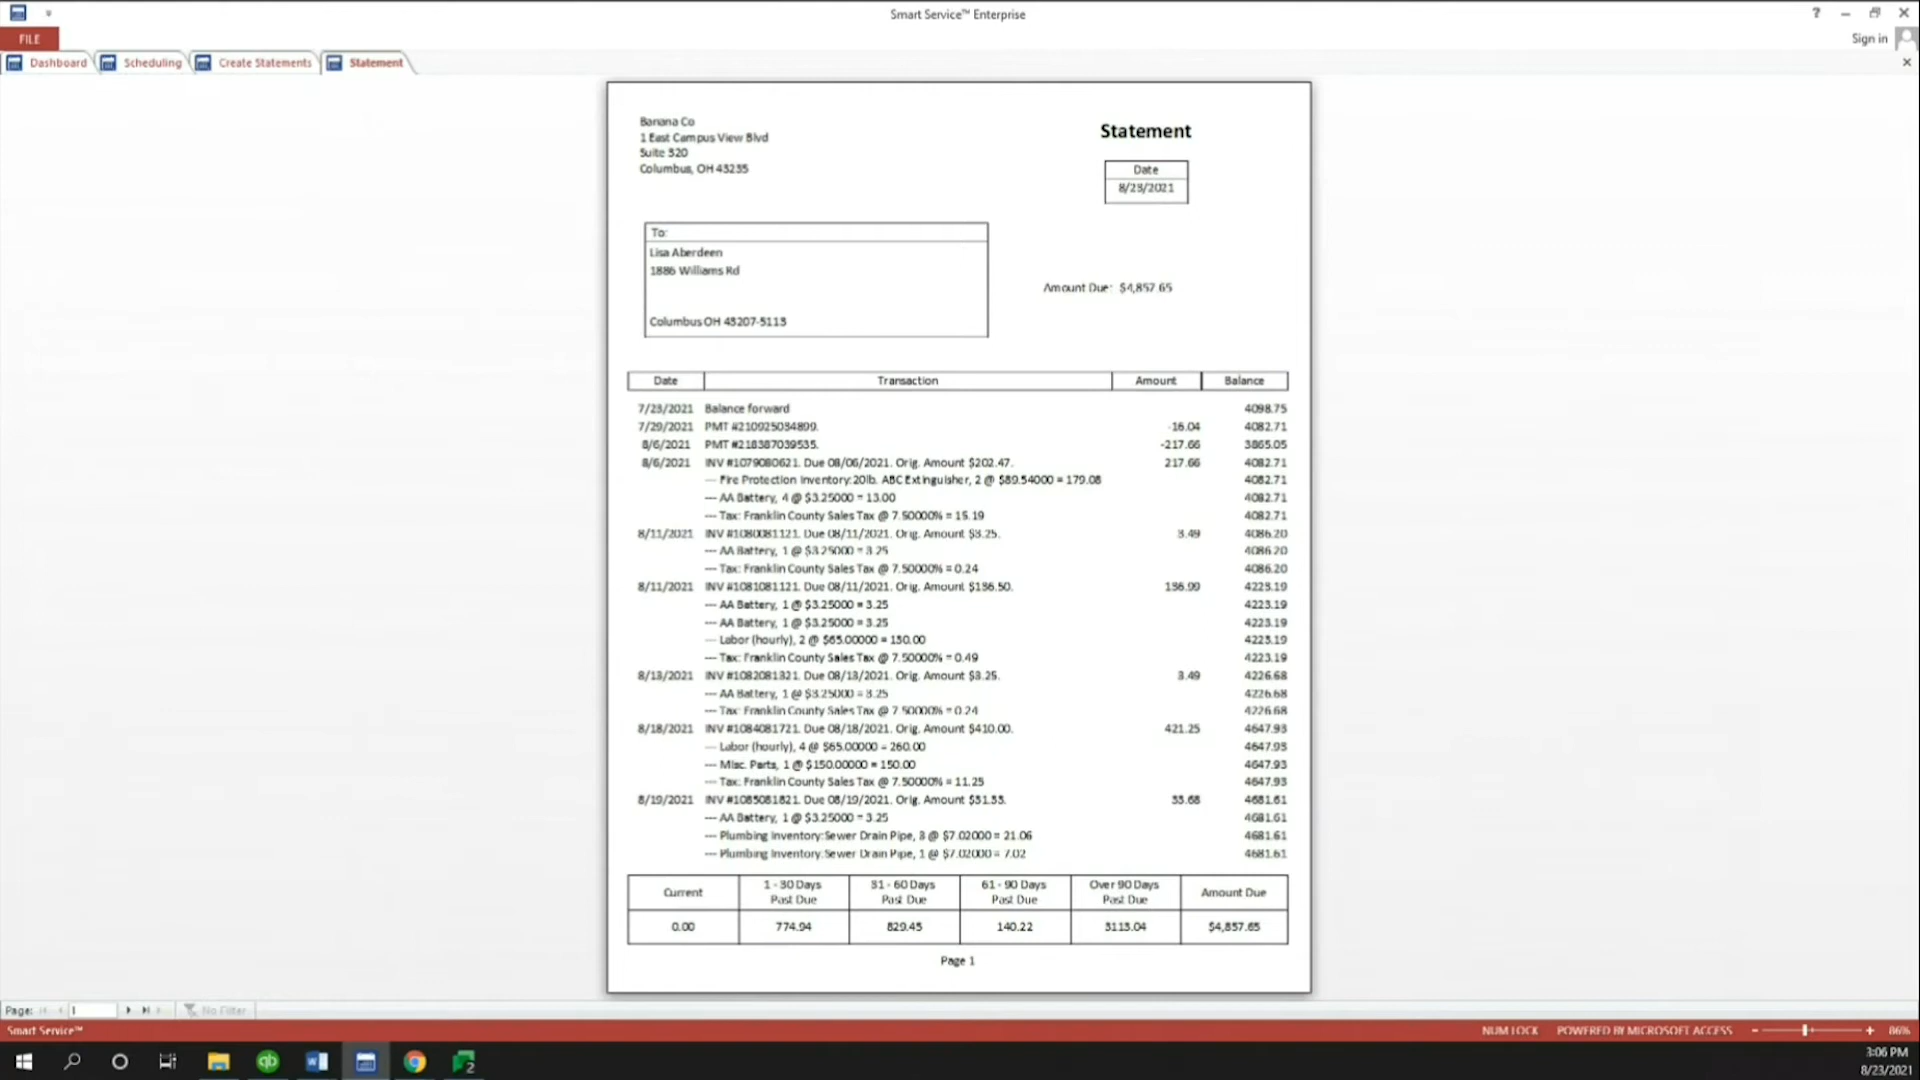 Smart Service™ Enterprise
FILE
Sign in
Dashboard
Scheduling
Create Statements
Statement
Banana Co
1 East Campus View Blvd
Suite 320
Columbus, OH 43235
Statement
Date
8/23/2021
To:
Lisa Aberdeen
1886 Williams Rd
Columbus OH 43207-5113
Amount Due: $4,857.65
Date Transaction Amount Balance
7/23/2021 Balance forward 4098.75
7/29/2021 PMT #210925034899. -16.04 4082.71
8/6/2021 PMT #218387039535. -217.66 3865.05
8/6/2021 INV #1079080621. Due 08/06/2021. Orig. Amount $202.47. 217.66 4082.71
--- Fire Protection Inventory:20lb. ABC Extinguisher, 2 @ $89.54000 = 179.08 4082.71
--- AA Battery, 4 @ $3.25000 = 13.00 4082.71
--- Tax: Franklin County Sales Tax @ 7.50000% = 15.19 4082.71
8/11/2021 INV #1080081121. Due 08/11/2021. Orig. Amount $3.25. 3.49 4086.20
--- AA Battery, 1 @ $3.25000 = 3.25 4086.20
--- Tax: Franklin County Sales Tax @ 7.50000% = 0.24 4086.20
8/11/2021 INV #1081081121. Due 08/11/2021. Orig. Amount $136.50. 136.99 4223.19
--- AA Battery, 1 @ $3.25000 = 3.25 4223.19
--- AA Battery, 1 @ $3.25000 = 3.25 4223.19
--- Labor (hourly), 2 @ $65.00000 = 130.00 4223.19
--- Tax: Franklin County Sales Tax @ 7.50000% = 0.49 4223.19
8/13/2021 INV #1082081321. Due 08/13/2021. Orig. Amount $3.25. 3.49 4226.68
--- AA Battery, 1 @ $3.25000 = 3.25 4226.68
--- Tax: Franklin County Sales Tax @ 7.50000% = 0.24 4226.68
8/18/2021 INV #1084081721. Due 08/18/2021. Orig. Amount $410.00. 421.25 4647.93
--- Labor (hourly), 4 @ $65.00000 = 260.00 4647.93
--- Misc. Parts, 1 @ $150.00000 = 150.00 4647.93
--- Tax: Franklin County Sales Tax @ 7.50000% = 11.25 4647.93
8/19/2021 INV #1085081821. Due 08/19/2021. Orig. Amount $31.33. 33.68 4681.61
--- AA Battery, 1 @ $3.25000 = 3.25 4681.61
--- Plumbing Inventory:Sewer Drain Pipe, 3 @ $7.02000 = 21.06 4681.61
--- Plumbing Inventory:Sewer Drain Pipe, 1 @ $7.02000 = 7.02 4681.61
Current 1 - 30 Days Past Due 31 - 60 Days Past Due 61 - 90 Days Past Due Over 90 Days Past Due Amount Due
0.00 774.94 829.45 140.22 3113.04 $4,857.65
Page 1
Page: 1 No Filter
Smart Service™
NUM LOCK POWERED BY MICROSOFT ACCESS 86%
qb
2
3:06 PM
8/23/2021